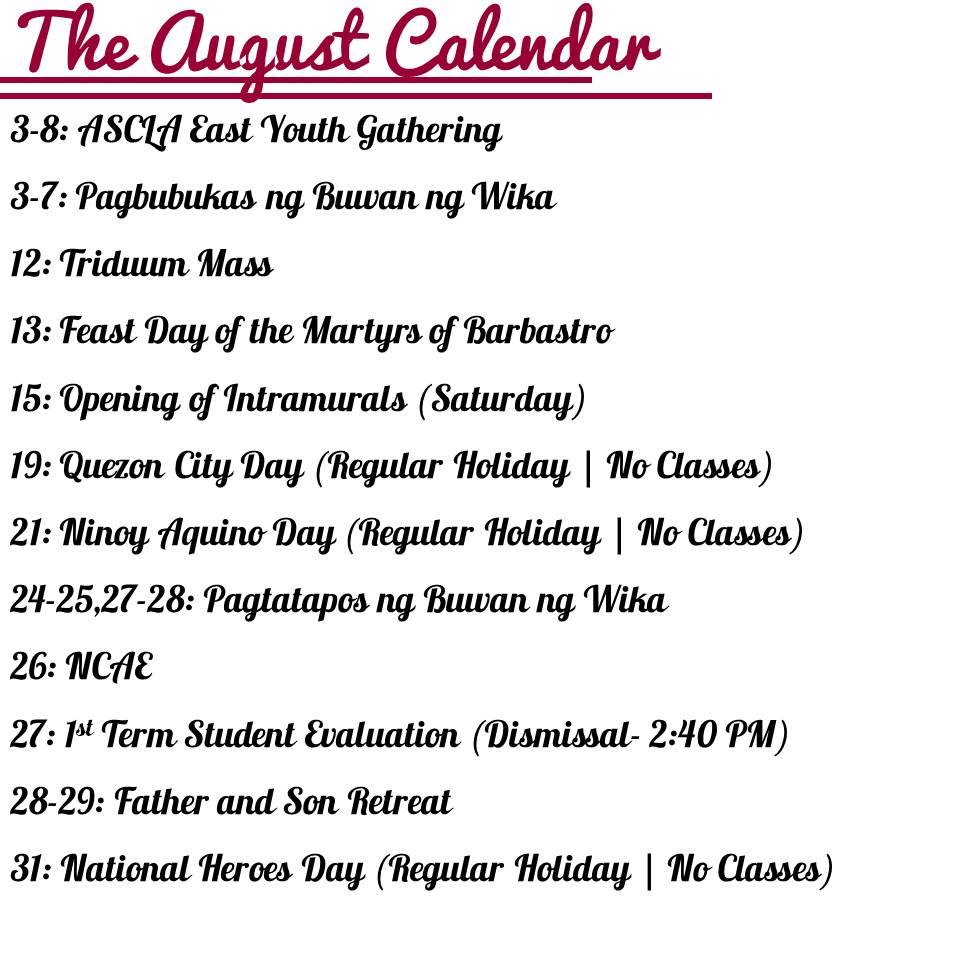 The August Calendar
3-8: ASCLA East Youth Gathering
3-7: Pagbubukas ng Buwan ng Wika
12: Triduum Mass
13: Feast Day of the Martyrs of Barbastro
15: Opening of Intramurals (Saturday)
19: Quezon City Day (Regular Holiday | No Classes)
21: Ninoy Aquino Day (Regular Holiday | No Classes)
24-25,27-28: Pagtatapos ng Buwan ng Wika
26: NCAE
27: 1st Term Student Evaluation (Dismissal- 2:40 PM)
28-29: Father and Son Retreat
31: National Heroes Day (Regular Holiday | No Classes)